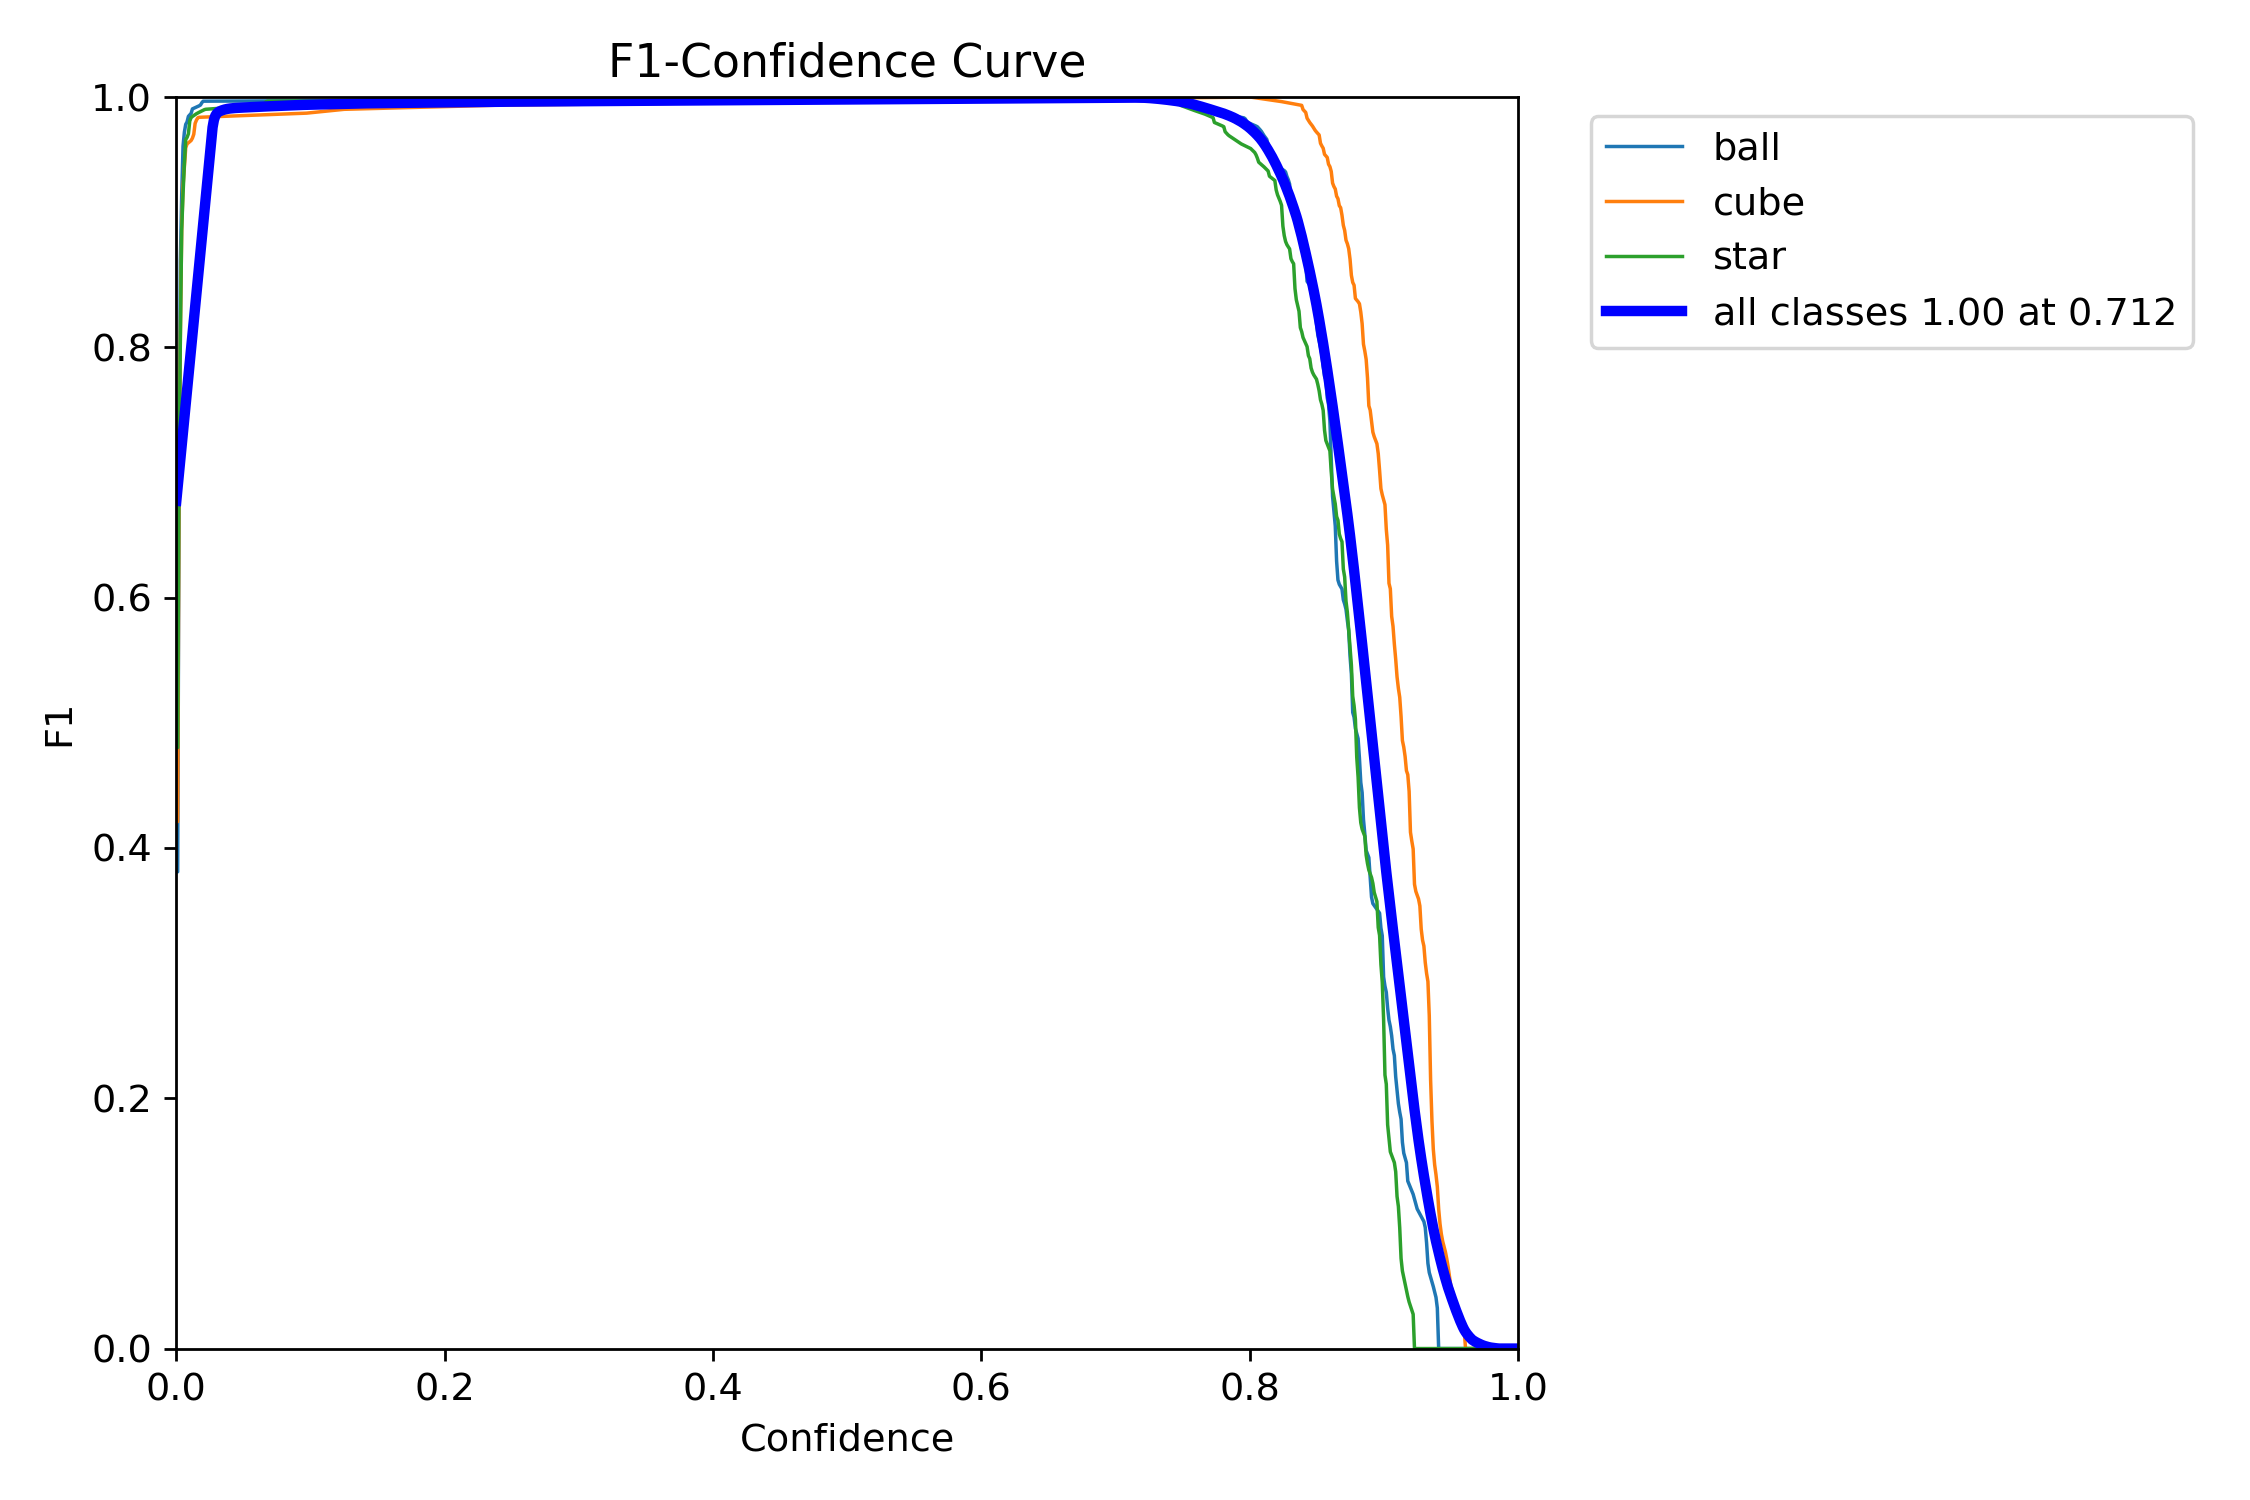 F1-Confidence Curve
1.0
0.8
0.6
0.4
0.2
0.0
F1
0.0 0.2 0.4 0.6 0.8 1.0
Confidence
ball
cube
star
all classes 1.00 at 0.712